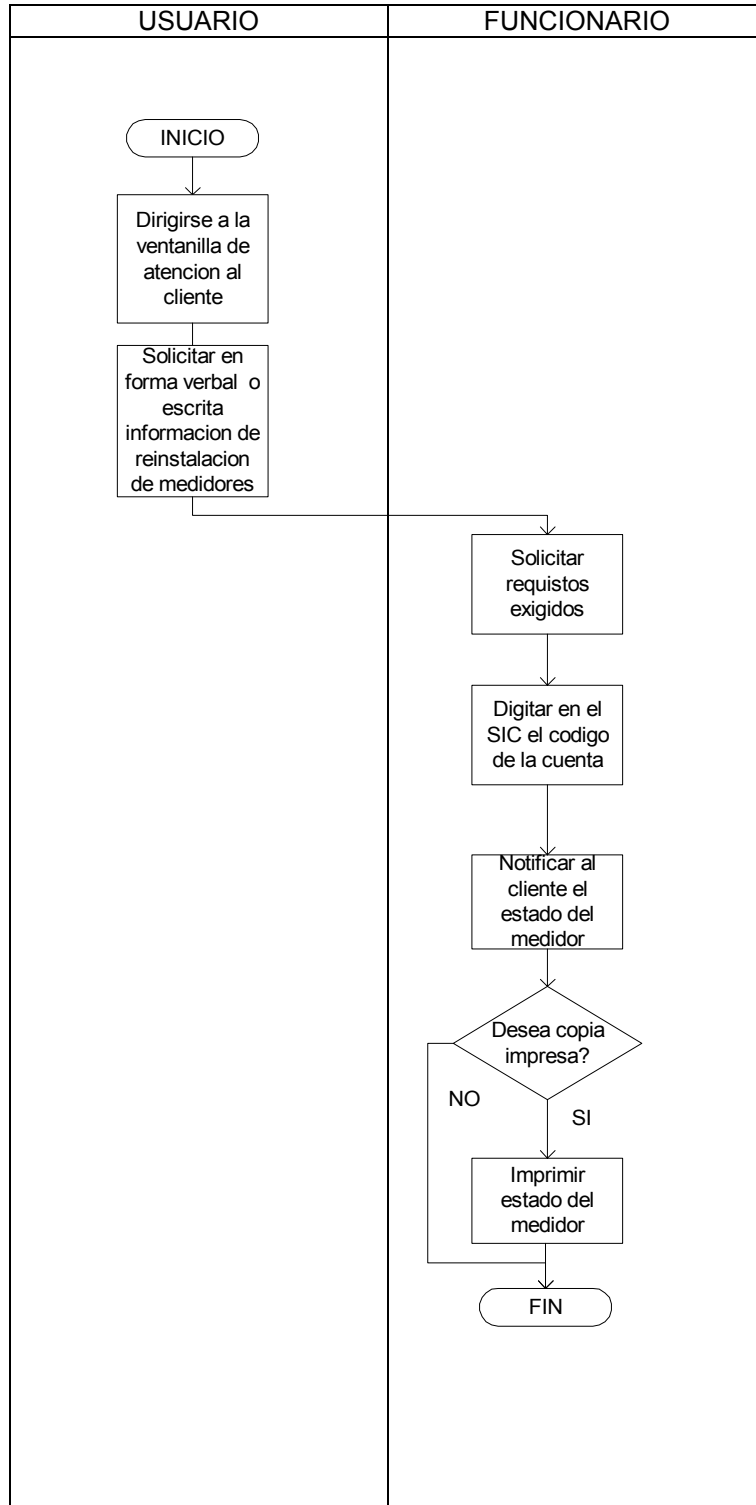 USUARIO
FUNCIONARIO
INICIO
Dirigirse a la
ventanilla de
atencion al
cliente
Solicitar en
forma verbal o
escrita
informacion de
reinstalacion
de medidores
Solicitar
requistos
exigidos
Digitar en el
SIC el codigo
de la cuenta
Notificar al
cliente el
estado del
medidor
Desea copia
impresa?
NO
SI
Imprimir
estado del
medidor
FIN